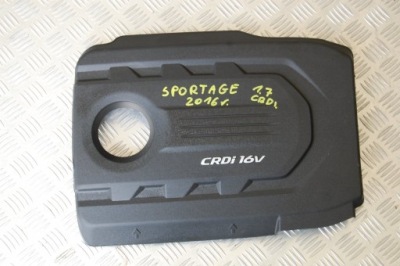 SPORTAGE 1.7
2016r. CRDi
CRDi 16V